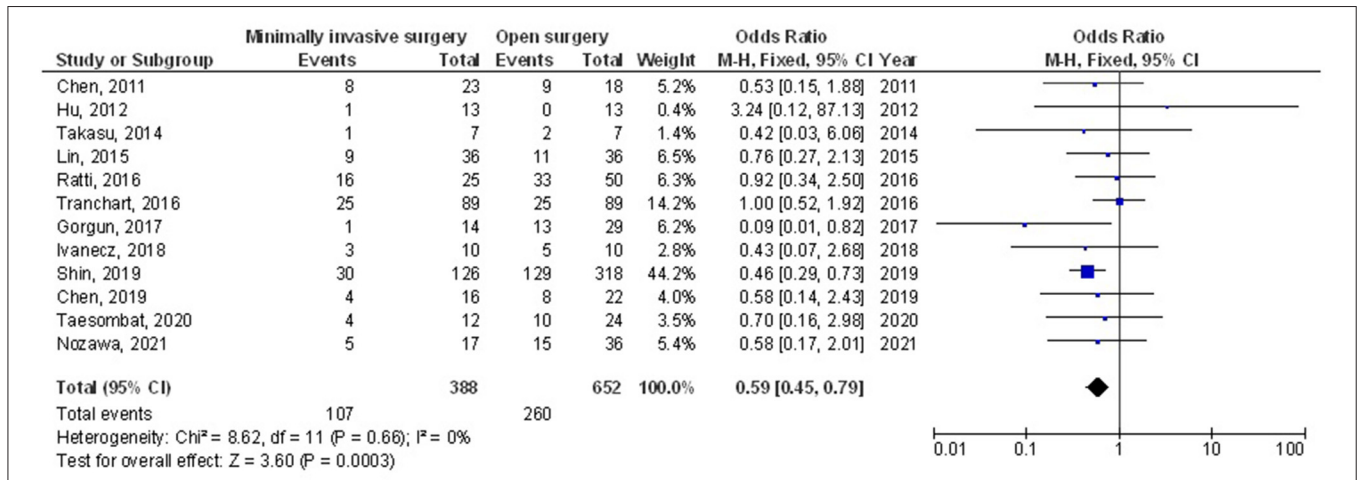 Minimally invasive surgery Open surgery Odds Ratio Odds Ratio
Study or Subgroup Events Total Events Total Weight M-H, Fixed, 95% CI Year M-H, Fixed, 95% CI
Chen, 2011 8 23 9 18 5.2% 0.53 [0.15, 1.88] 2011
Hu, 2012 1 13 0 13 0.4% 3.24 [0.12, 87.13] 2012
Takasu, 2014 1 7 2 7 1.4% 0.42 [0.03, 6.06] 2014
Lin, 2015 9 36 11 36 6.5% 0.76 [0.27, 2.13] 2015
Ratti, 2016 16 25 33 50 6.3% 0.92 [0.34, 2.50] 2016
Tranchart, 2016 25 89 25 89 14.2% 1.00 [0.52, 1.92] 2016
Gorgun, 2017 1 14 13 29 6.2% 0.09 [0.01, 0.82] 2017
Ivanecz, 2018 3 10 5 10 2.8% 0.43 [0.07, 2.68] 2018
Shin, 2019 30 126 129 318 44.2% 0.46 [0.29, 0.73] 2019
Chen, 2019 4 16 8 22 4.0% 0.58 [0.14, 2.43] 2019
Taesombat, 2020 4 12 10 24 3.5% 0.70 [0.16, 2.98] 2020
Nozawa, 2021 5 17 15 36 5.4% 0.58 [0.17, 2.01] 2021
Total (95% CI) 388 652 100.0% 0.59 [0.45, 0.79]
Total events 107 260
Heterogeneity: Chi² = 8.62, df = 11 (P = 0.66); I² = 0%
Test for overall effect: Z = 3.60 (P = 0.0003)
0.01 0.1 1 10 100